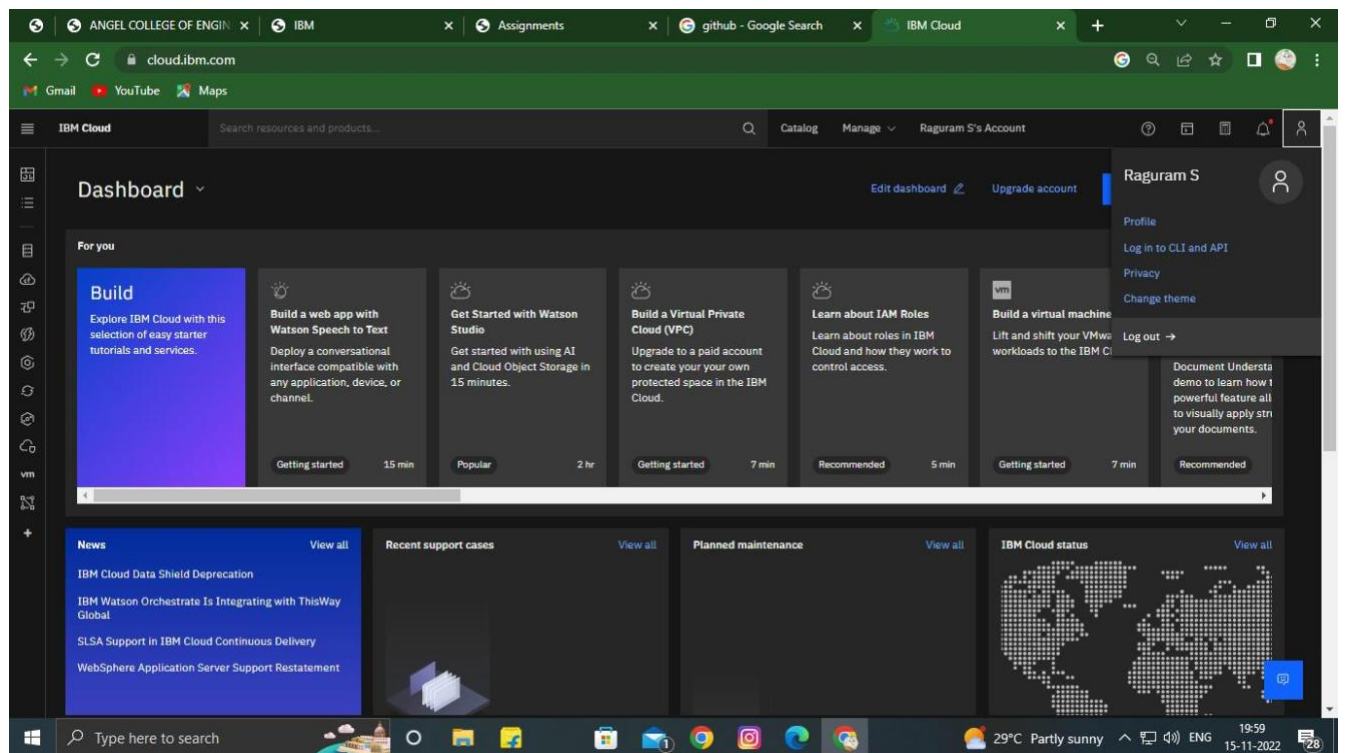 ANGEL COLLEGE OF ENGIN
IBM
Assignments
github - Google Search
IBM Cloud
cloud.ibm.com
Gmail
YouTube
Maps
IBM Cloud
Search resources and products...
Catalog
Manage
Raguram S's Account
Dashboard
Edit dashboard
Upgrade account
Raguram S
Profile
Log in to CLI and API
Privacy
Change theme
Log out →
For you
Build
Explore IBM Cloud with this
selection of easy starter
tutorials and services.
Build a web app with
Watson Speech to Text
Deploy a conversational
interface compatible with
any application, device, or
channel.
Getting started 15 min
Get Started with Watson
Studio
Get started with using AI
and Cloud Object Storage in
15 minutes.
Popular 2 hr
Build a Virtual Private
Cloud (VPC)
Upgrade to a paid account
to create your your own
protected space in the IBM
Cloud.
Getting started 7 min
Learn about IAM Roles
Learn about roles in IBM
Cloud and how they work to
control access.
Recommended 5 min
vm
Build a virtual machine
Lift and shift your VMwa
workloads to the IBM C
Getting started 7 min
Document Understa
demo to learn how t
powerful feature all
to visually apply stru
your documents.
Recommended
vm
News View all
IBM Cloud Data Shield Deprecation
IBM Watson Orchestrate Is Integrating with ThisWay
Global
SLSA Support in IBM Cloud Continuous Delivery
WebSphere Application Server Support Restatement
Recent support cases View all
Planned maintenance View all
IBM Cloud status View all
Type here to search
1
29°C Partly sunny
ENG
19:59
15-11-2022
28